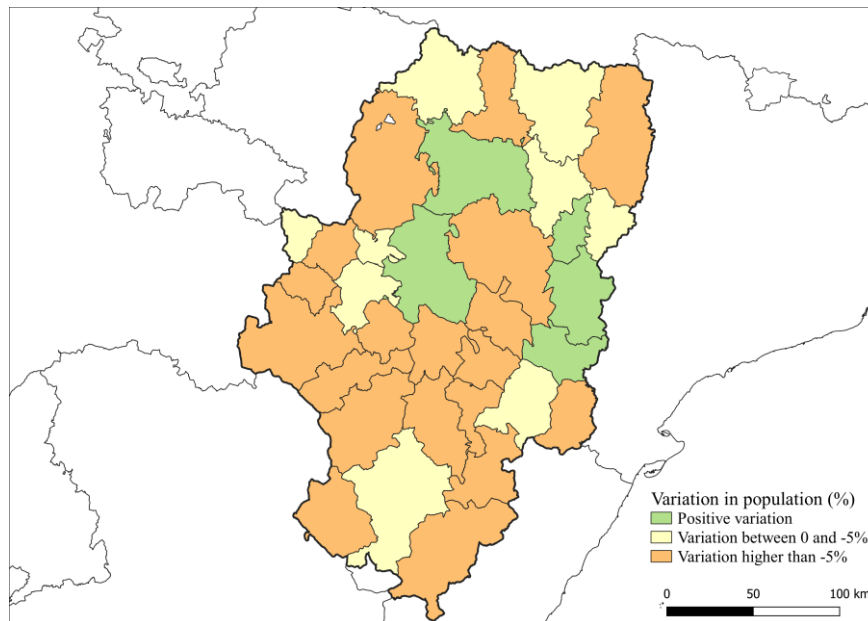 Variation in population (%)
Positive variation
Variation between 0 and -5%
Variation higher than -5%
0 50 100 km